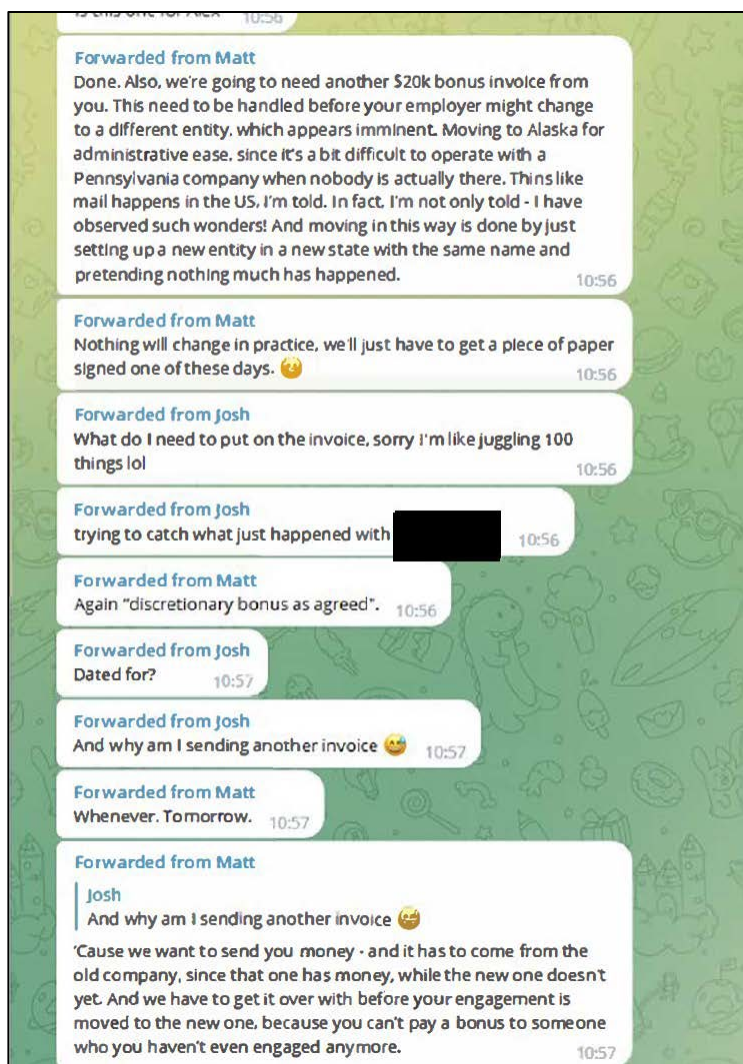 10:56
Forwarded from Matt
Done. Also, we're going to need another $20k bonus invoice from
you. This need to be handled before your employer might change
to a different entity. which appears imminent. Moving to Alaska for
administrative ease. since it's a bit difficult to operate with a
Pennsylvania company when nobody is actually there. Thins like
mail happens in the US, I'm told. In fact. I'm not only told - I have
observed such wonders! And moving in this way is done by just
setting up a new entity in a new state with the same name and
pretending nothing much has happened.
10:56
Forwarded from Matt
Nothing will change in practice, we'll just have to get a piece of paper
signed one of these days.
10:56
Forwarded from Josh
What do I need to put on the invoice, sorry I'm like juggling 100
things lol
10:56
Forwarded from Josh
trying to catch what just happened with
10:56
Forwarded from Matt
Again "discretionary bonus as agreed". 10:56
Forwarded from Josh
Dated for?
10:57
Forwarded from Josh
And why am I sending another invoice 😅 10:57
Forwarded from Matt
Whenever. Tomorrow. 10:57
Forwarded from Matt
Josh
And why am I sending another invoice 😅
'Cause we want to send you money - and it has to come from the
old company, since that one has money, while the new one doesn't
yet. And we have to get it over with before your engagement is
moved to the new one, because you can't pay a bonus to someone
who you haven't even engaged anymore.
10:57